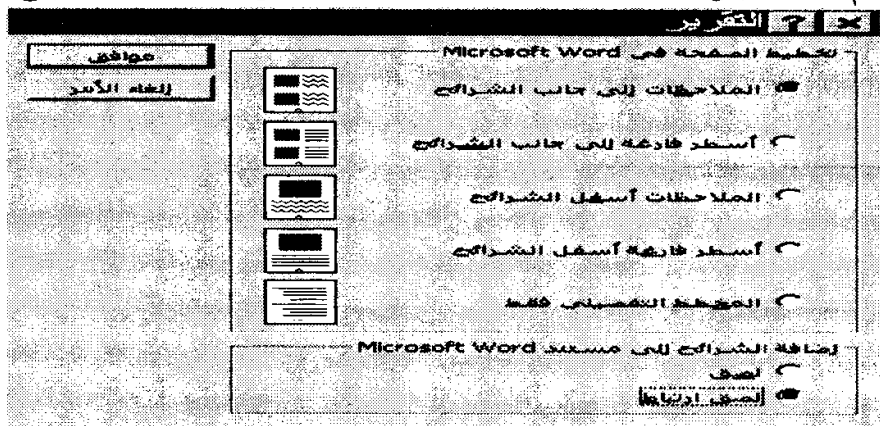 التقرير
موافق
إلغاء الأمر
تخطيط الصفحة في Microsoft Word
الملاحظات إلى جانب الشرائح
أسطر فارغة إلى جانب الشرائح
الملاحظات أسفل الشرائح
أسطر فارغة أسفل الشرائح
المخطط التفصيلي فقط
إضافة الشرائح إلى مستند Microsoft Word
لصق
لصق ارتباط